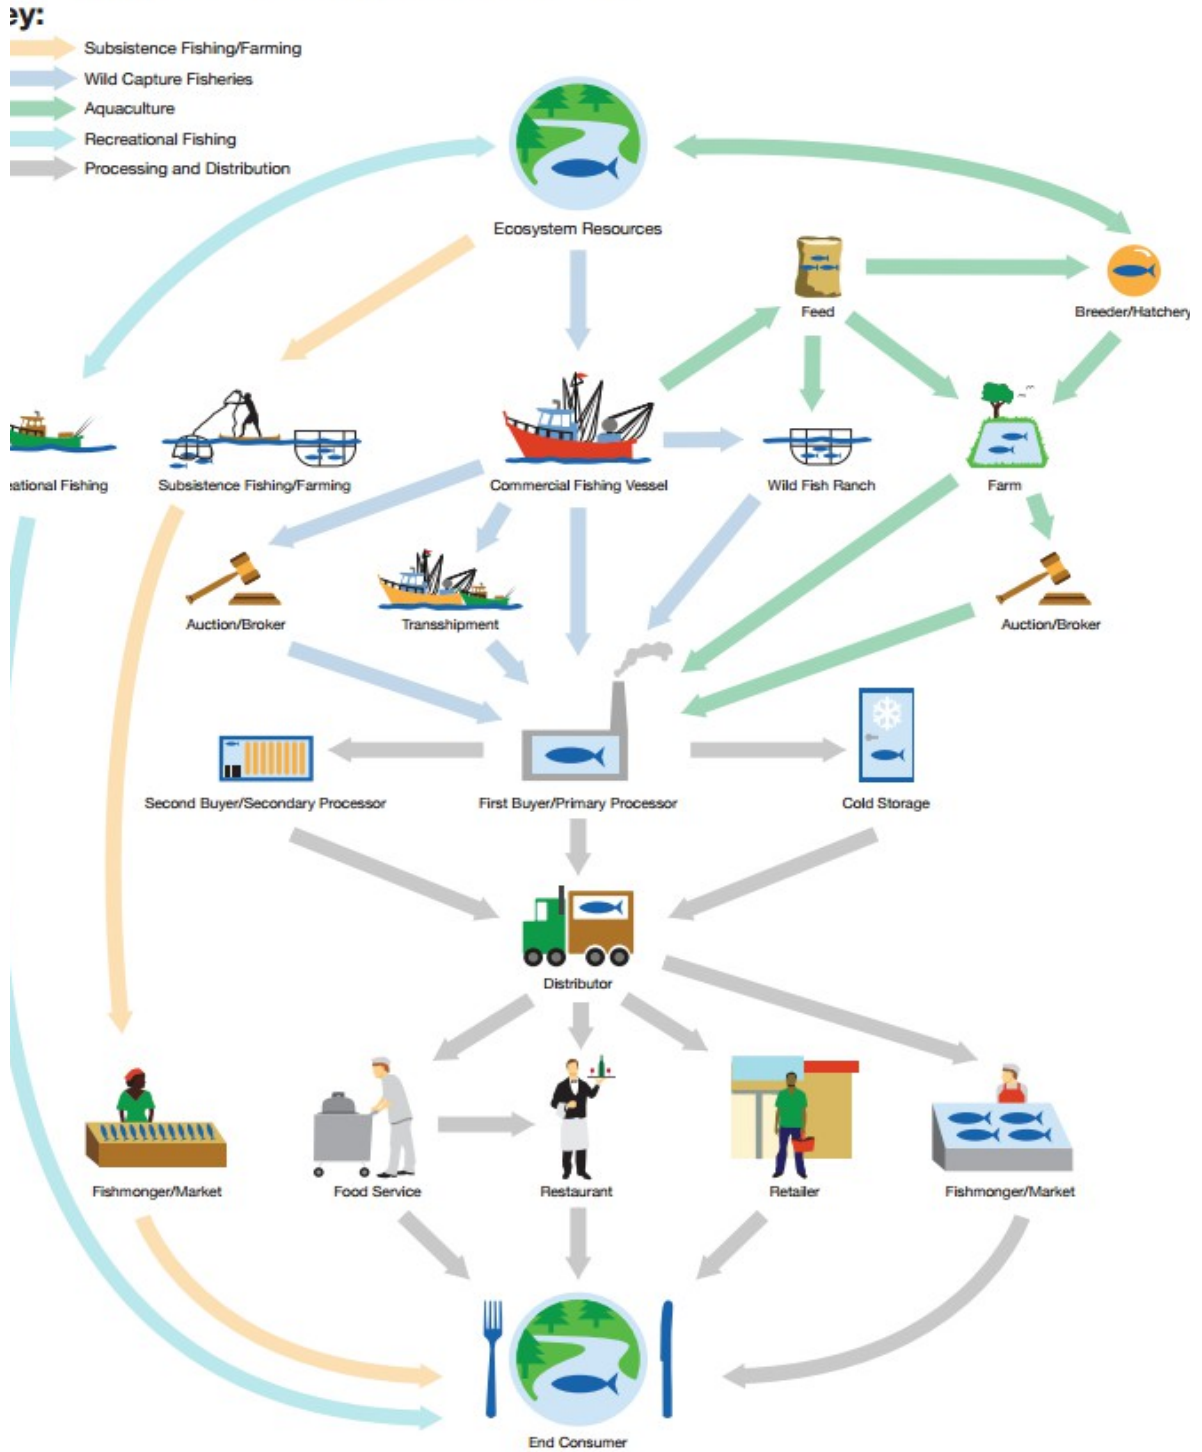 ey:
Subsistence Fishing/Farming
Wild Capture Fisheries
Aquaculture
Recreational Fishing
Processing and Distribution
Ecosystem Resources
Feed
Breeder/Hatchery
eational Fishing
Subsistence Fishing/Farming
Commercial Fishing Vessel
Wild Fish Ranch
Farm
Auction/Broker
Transshipment
Auction/Broker
Second Buyer/Secondary Processor
First Buyer/Primary Processor
Cold Storage
Distributor
Fishmonger/Market
Food Service
Restaurant
Retailer
Fishmonger/Market
End Consumer